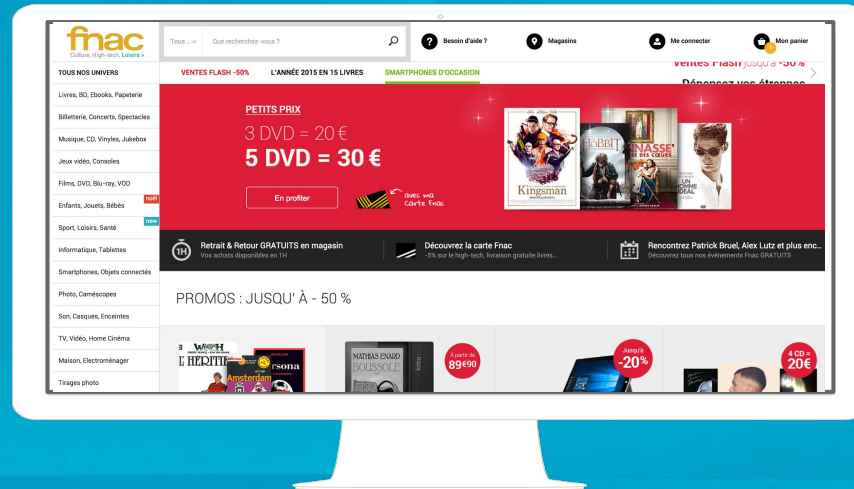 fnac
Culture, High-tech, Loisirs >
Tous ...
Que recherchez-vous ?
Besoin d'aide ?
Magasins
Me connecter
Mon panier
TOUS NOS UNIVERS
VENTES FLASH -50%
L'ANNÉE 2015 EN 15 LIVRES
SMARTPHONES D'OCCASION
Ventes Flash jusqu'à -50%
Dépensez vos étrennes
Livres, BD, Ebooks, Papeterie
Billetterie, Concerts, Spectacles
Musique, CD, Vinyles, Jukebox
Jeux vidéo, Consoles
Films, DVD, Blu-ray, VOD
Enfants, Jouets, Bébés
noël
Sport, Loisirs, Santé
new
Informatique, Tablettes
Smartphones, Objets connectés
Photo, Caméscopes
Son, Casques, Enceintes
TV, Vidéo, Home Cinéma
Maison, Electroménager
Tirages photo
PETITS PRIX
3 DVD = 20 €
5 DVD = 30 €
En profiter
avec ma
carte Fnac
Kingsman
HOBBIT
UN
HOMME
IDÉAL
1H
Retrait & Retour GRATUITS en magasin
Vos achats disponibles en 1H
Découvrez la carte Fnac
-5% sur le high-tech, livraison gratuite livres...
Rencontrez Patrick Bruel, Alex Lutz et plus enc...
Découvrez tous nos événements Fnac GRATUITS
PROMOS : JUSQU' À - 50 %
Amsterdam
MATHIAS ENARD
BOUSSOLE
kobo
À partir de
89€90
Jusqu'à
-20%
4 CD =
20€